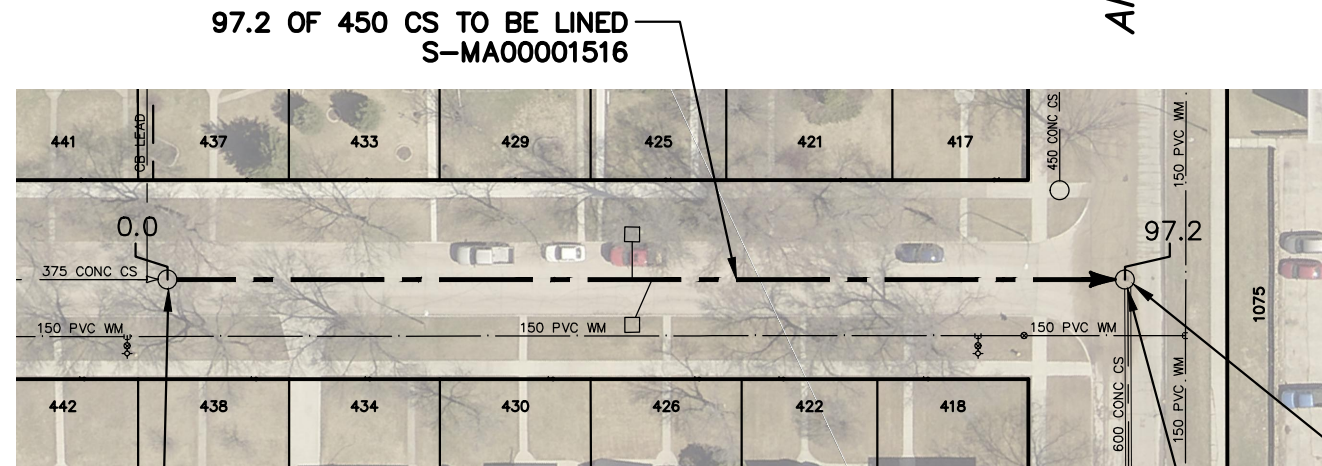 97.2 OF 450 CS TO BE LINED
S-MA00001516
441
CB LEAD
437
433
429
425
421
417
450 CONC CS
150 PVC WM
0.0
97.2
375 CONC CS
1075
150 PVC WM
150 PVC WM
150 PVC WM
442
438
434
430
426
422
418
600 CONC CS
150 PVC WM